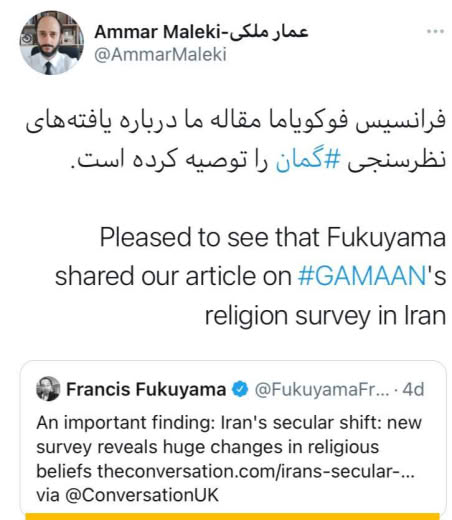 Ammar Maleki-عمار ملکی
@AmmarMaleki
فرانسیس فوکویاما مقاله ما درباره یافته‌های
نظرسنجی #گمان را توصیه کرده است.
Pleased to see that Fukuyama
shared our article on #GAMAAN's
religion survey in Iran
Francis Fukuyama @FukuyamaFr... · 4d
An important finding: Iran's secular shift: new
survey reveals huge changes in religious
beliefs theconversation.com/irans-secular-...
via @ConversationUK